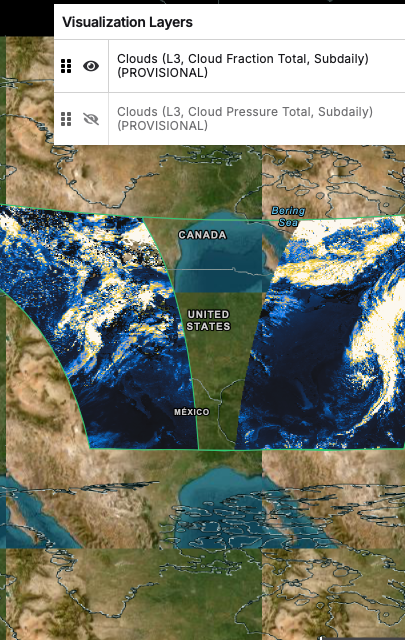 Visualization Layers
Clouds (L3, Cloud Fraction Total, Subdaily)
(PROVISIONAL)
Clouds (L3, Cloud Pressure Total, Subdaily)
(PROVISIONAL)
Bering
Sea
CANADA
UNITED
STATES
MÉXICO